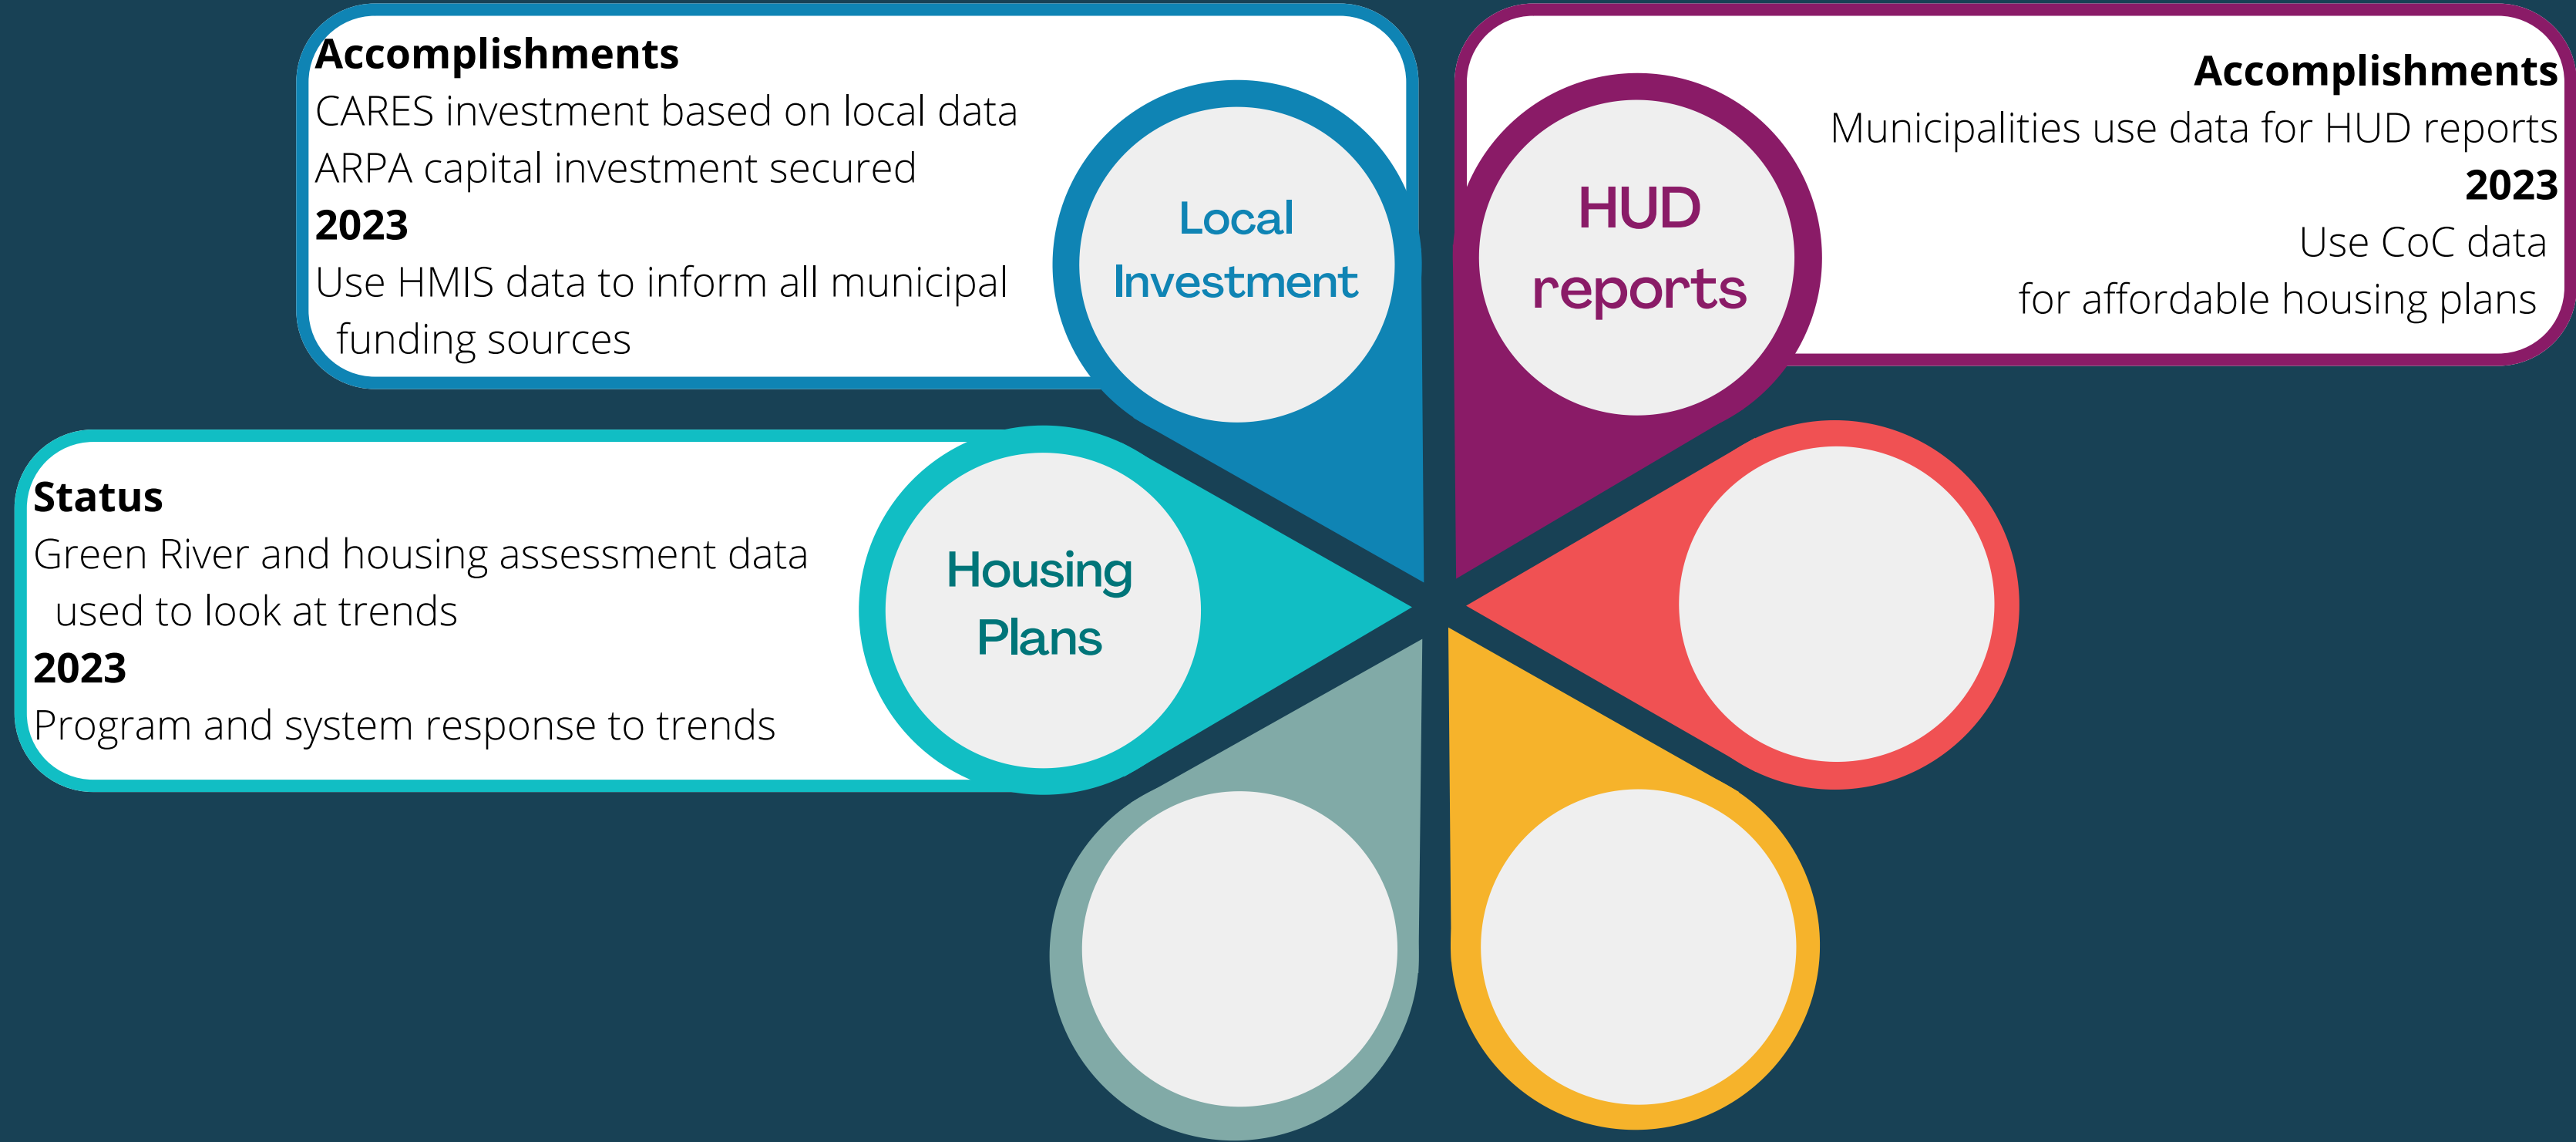 Accomplishments
CARES investment based on local data
ARPA capital investment secured
2023
Use HMIS data to inform all municipal
funding sources
Local
Investment
HUD
reports
Accomplishments
Municipalities use data for HUD reports
2023
Use CoC data
for affordable housing plans
Status
Green River and housing assessment data
used to look at trends
2023
Program and system response to trends
Housing
Plans